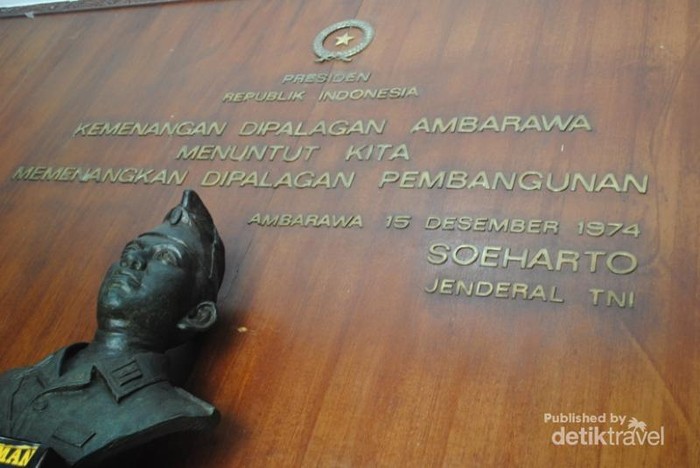 PRESIDEN
REPUBLIK INDONESIA
KEMENANGAN DIPALAGAN AMBARAWA
MENUNTUT KITA
MEMENANGKAN DIPALAGAN PEMBANGUNAN
AMBARAWA 15 DESEMBER 1974
SOEHARTO
JENDERAL TNI
MAN
Published by
detiktravel